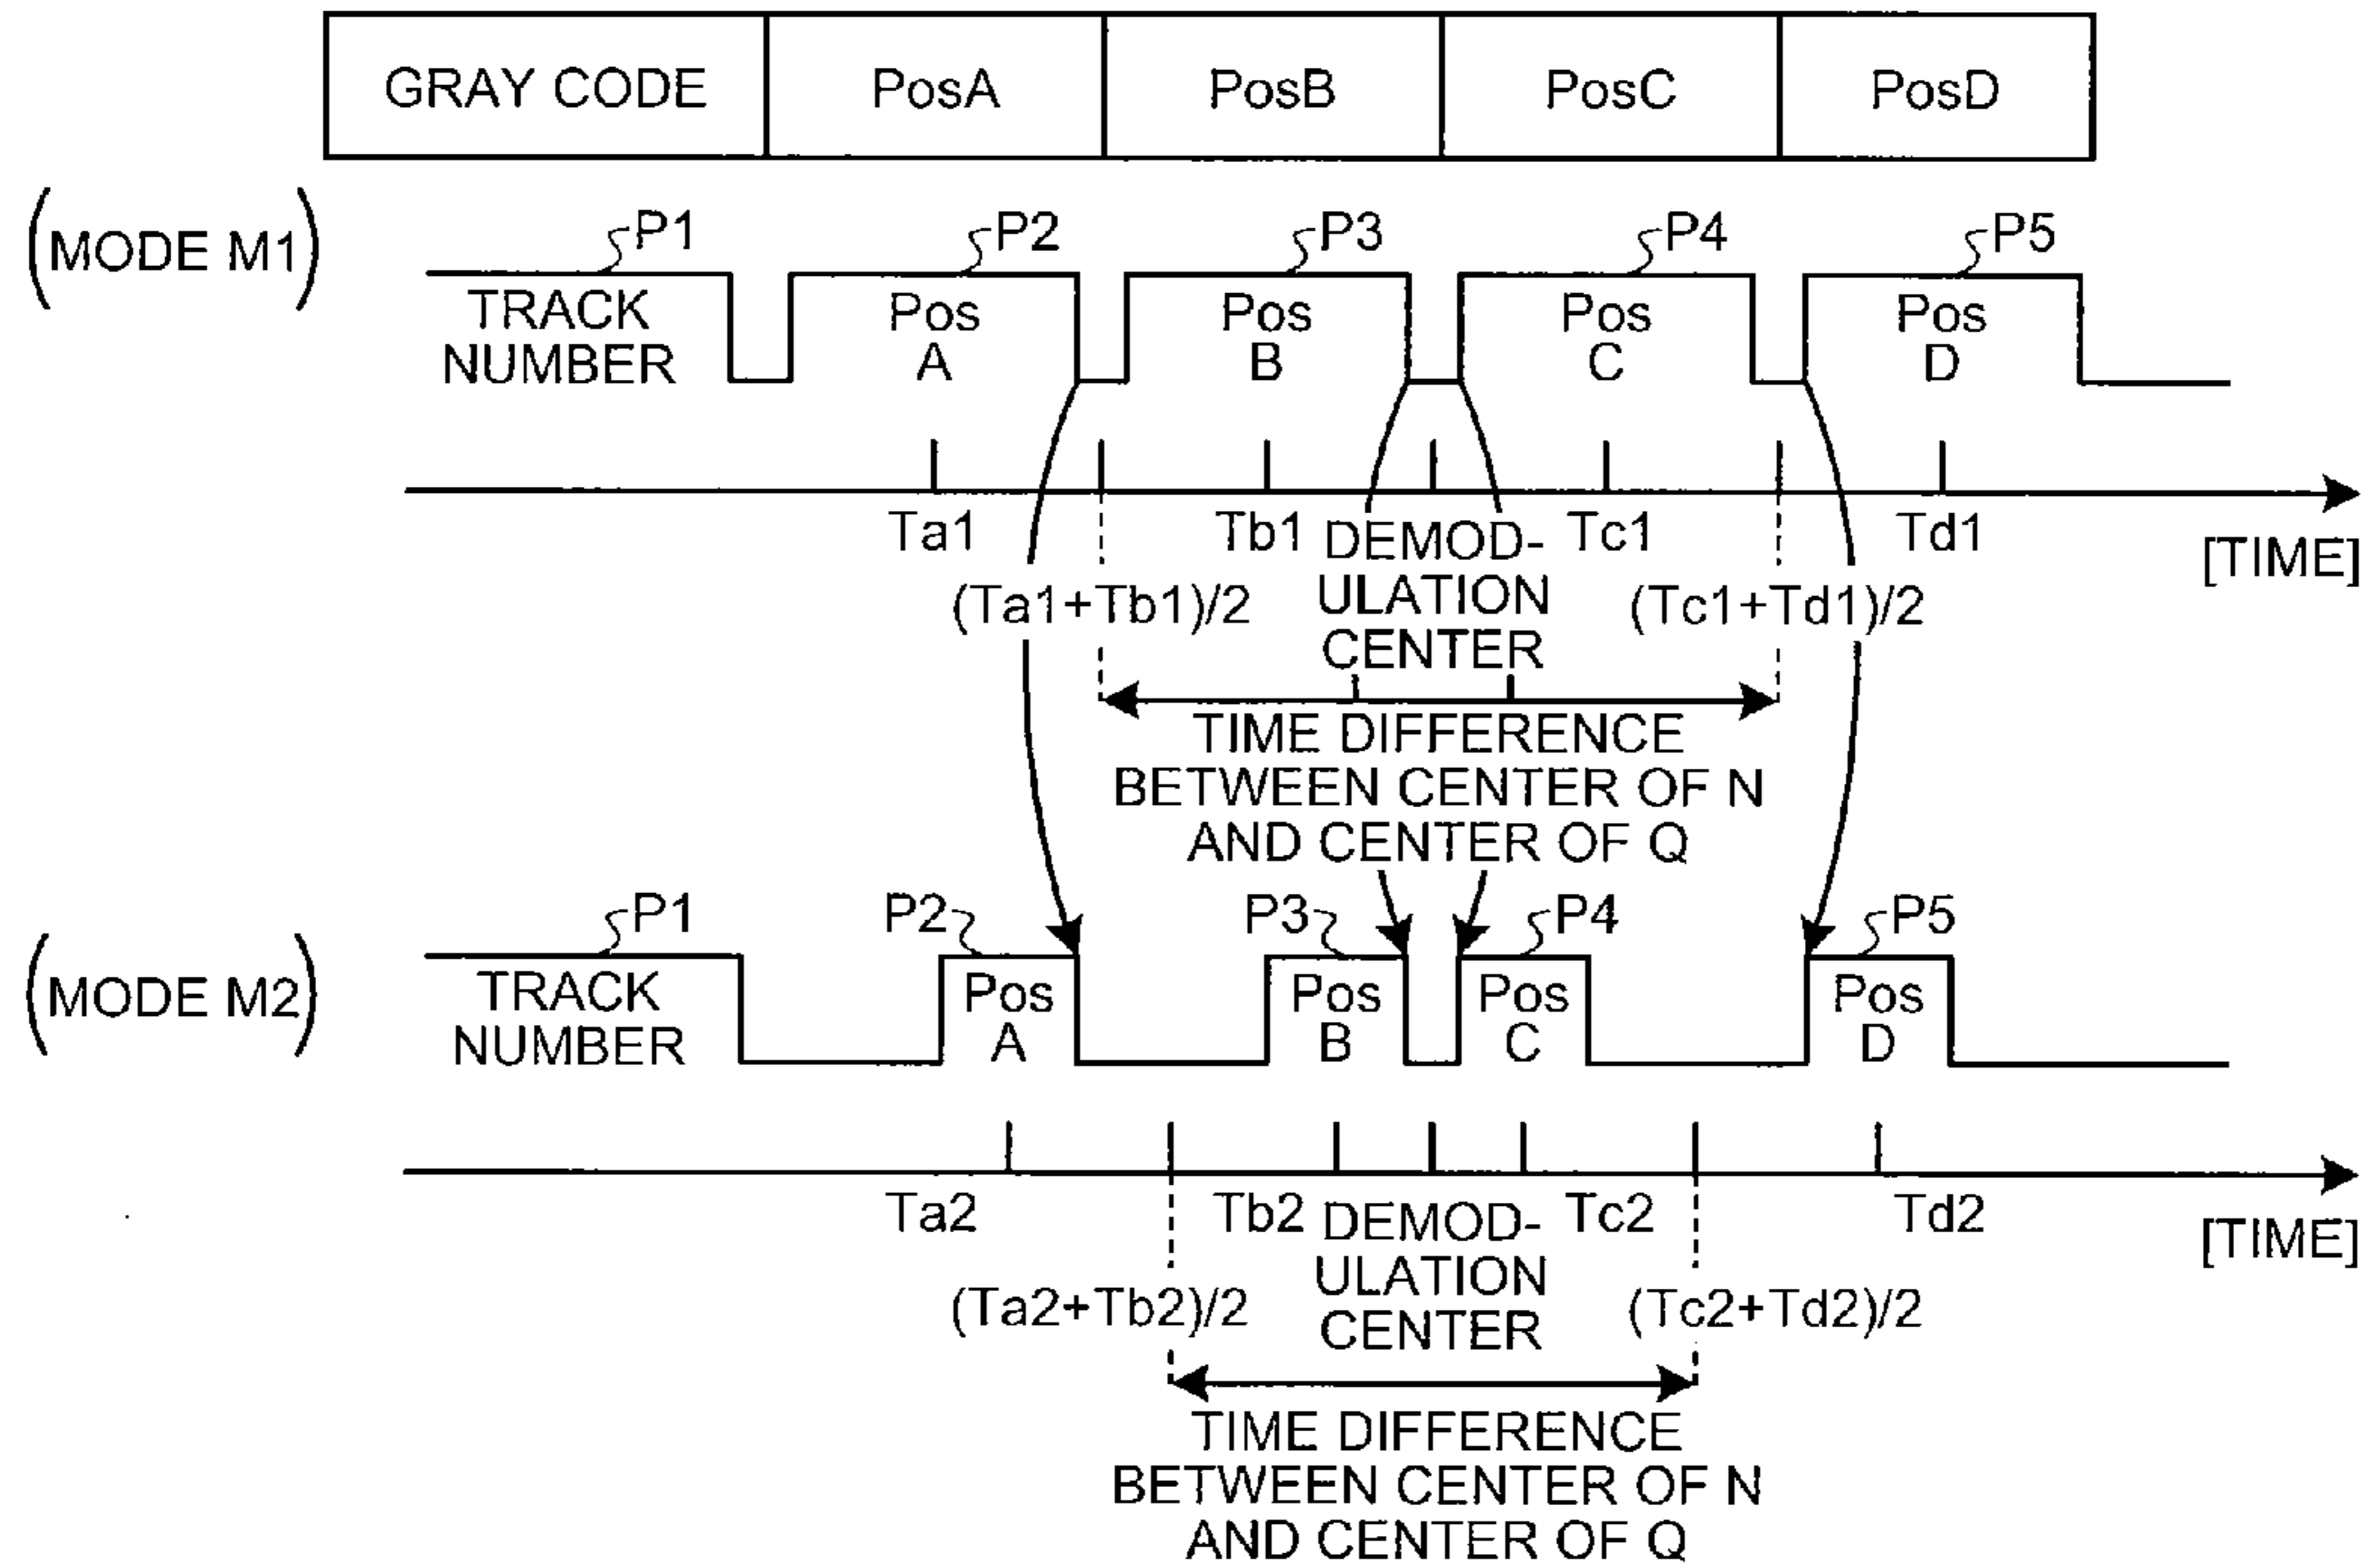 GRAY CODE PosA PosB PosC PosD
(MODE M1)
P1 P2 P3 P4 P5
TRACK NUMBER
Pos A
Pos B
Pos C
Pos D
Ta1 Tb1 DEMOD- Tc1 Td1
ULATION
CENTER
[TIME]
(Ta1+Tb1)/2 (Tc1+Td1)/2
TIME DIFFERENCE
BETWEEN CENTER OF N
AND CENTER OF Q
(MODE M2)
P1 P2 P3 P4 P5
TRACK NUMBER
Pos A
Pos B
Pos C
Pos D
Ta2 Tb2 DEMOD- Tc2 Td2
ULATION
CENTER
[TIME]
(Ta2+Tb2)/2 (Tc2+Td2)/2
TIME DIFFERENCE
BETWEEN CENTER OF N
AND CENTER OF Q